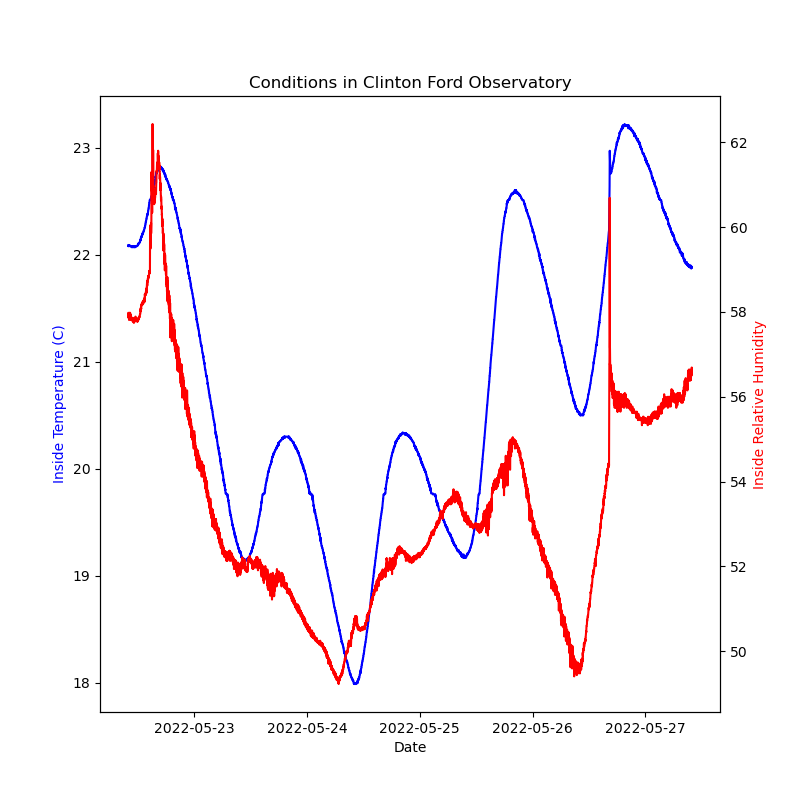 Conditions in Clinton Ford Observatory
23
22
21
20
19
18
Inside Temperature (C)
62
60
58
56
54
52
50
Inside Relative Humidity
2022-05-23 2022-05-24 2022-05-25 2022-05-26 2022-05-27
Date